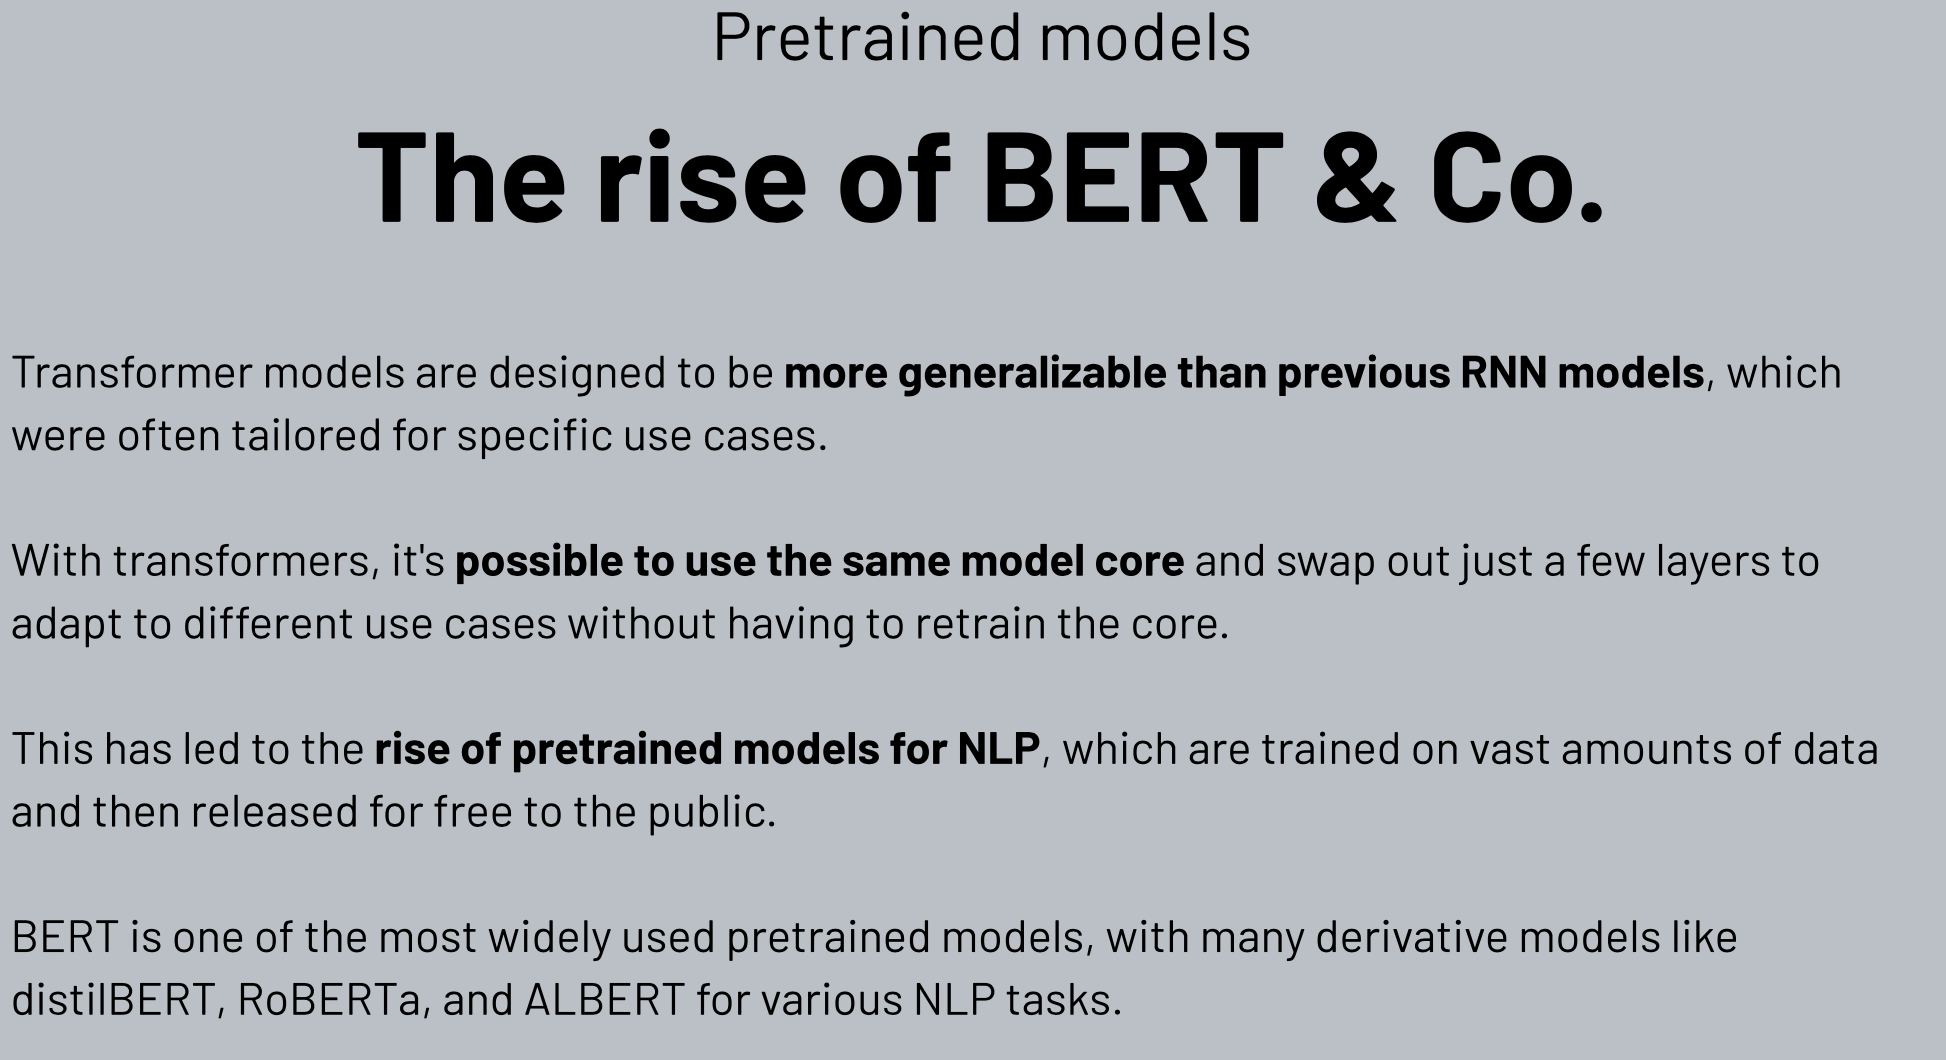 Pretrained models
The rise of BERT & Co.
Transformer models are designed to be more generalizable than previous RNN models, which
were often tailored for specific use cases.
With transformers, it's possible to use the same model core and swap out just a few layers to
adapt to different use cases without having to retrain the core.
This has led to the rise of pretrained models for NLP, which are trained on vast amounts of data
and then released for free to the public.
BERT is one of the most widely used pretrained models, with many derivative models like
distilBERT, RoBERTa, and ALBERT for various NLP tasks.